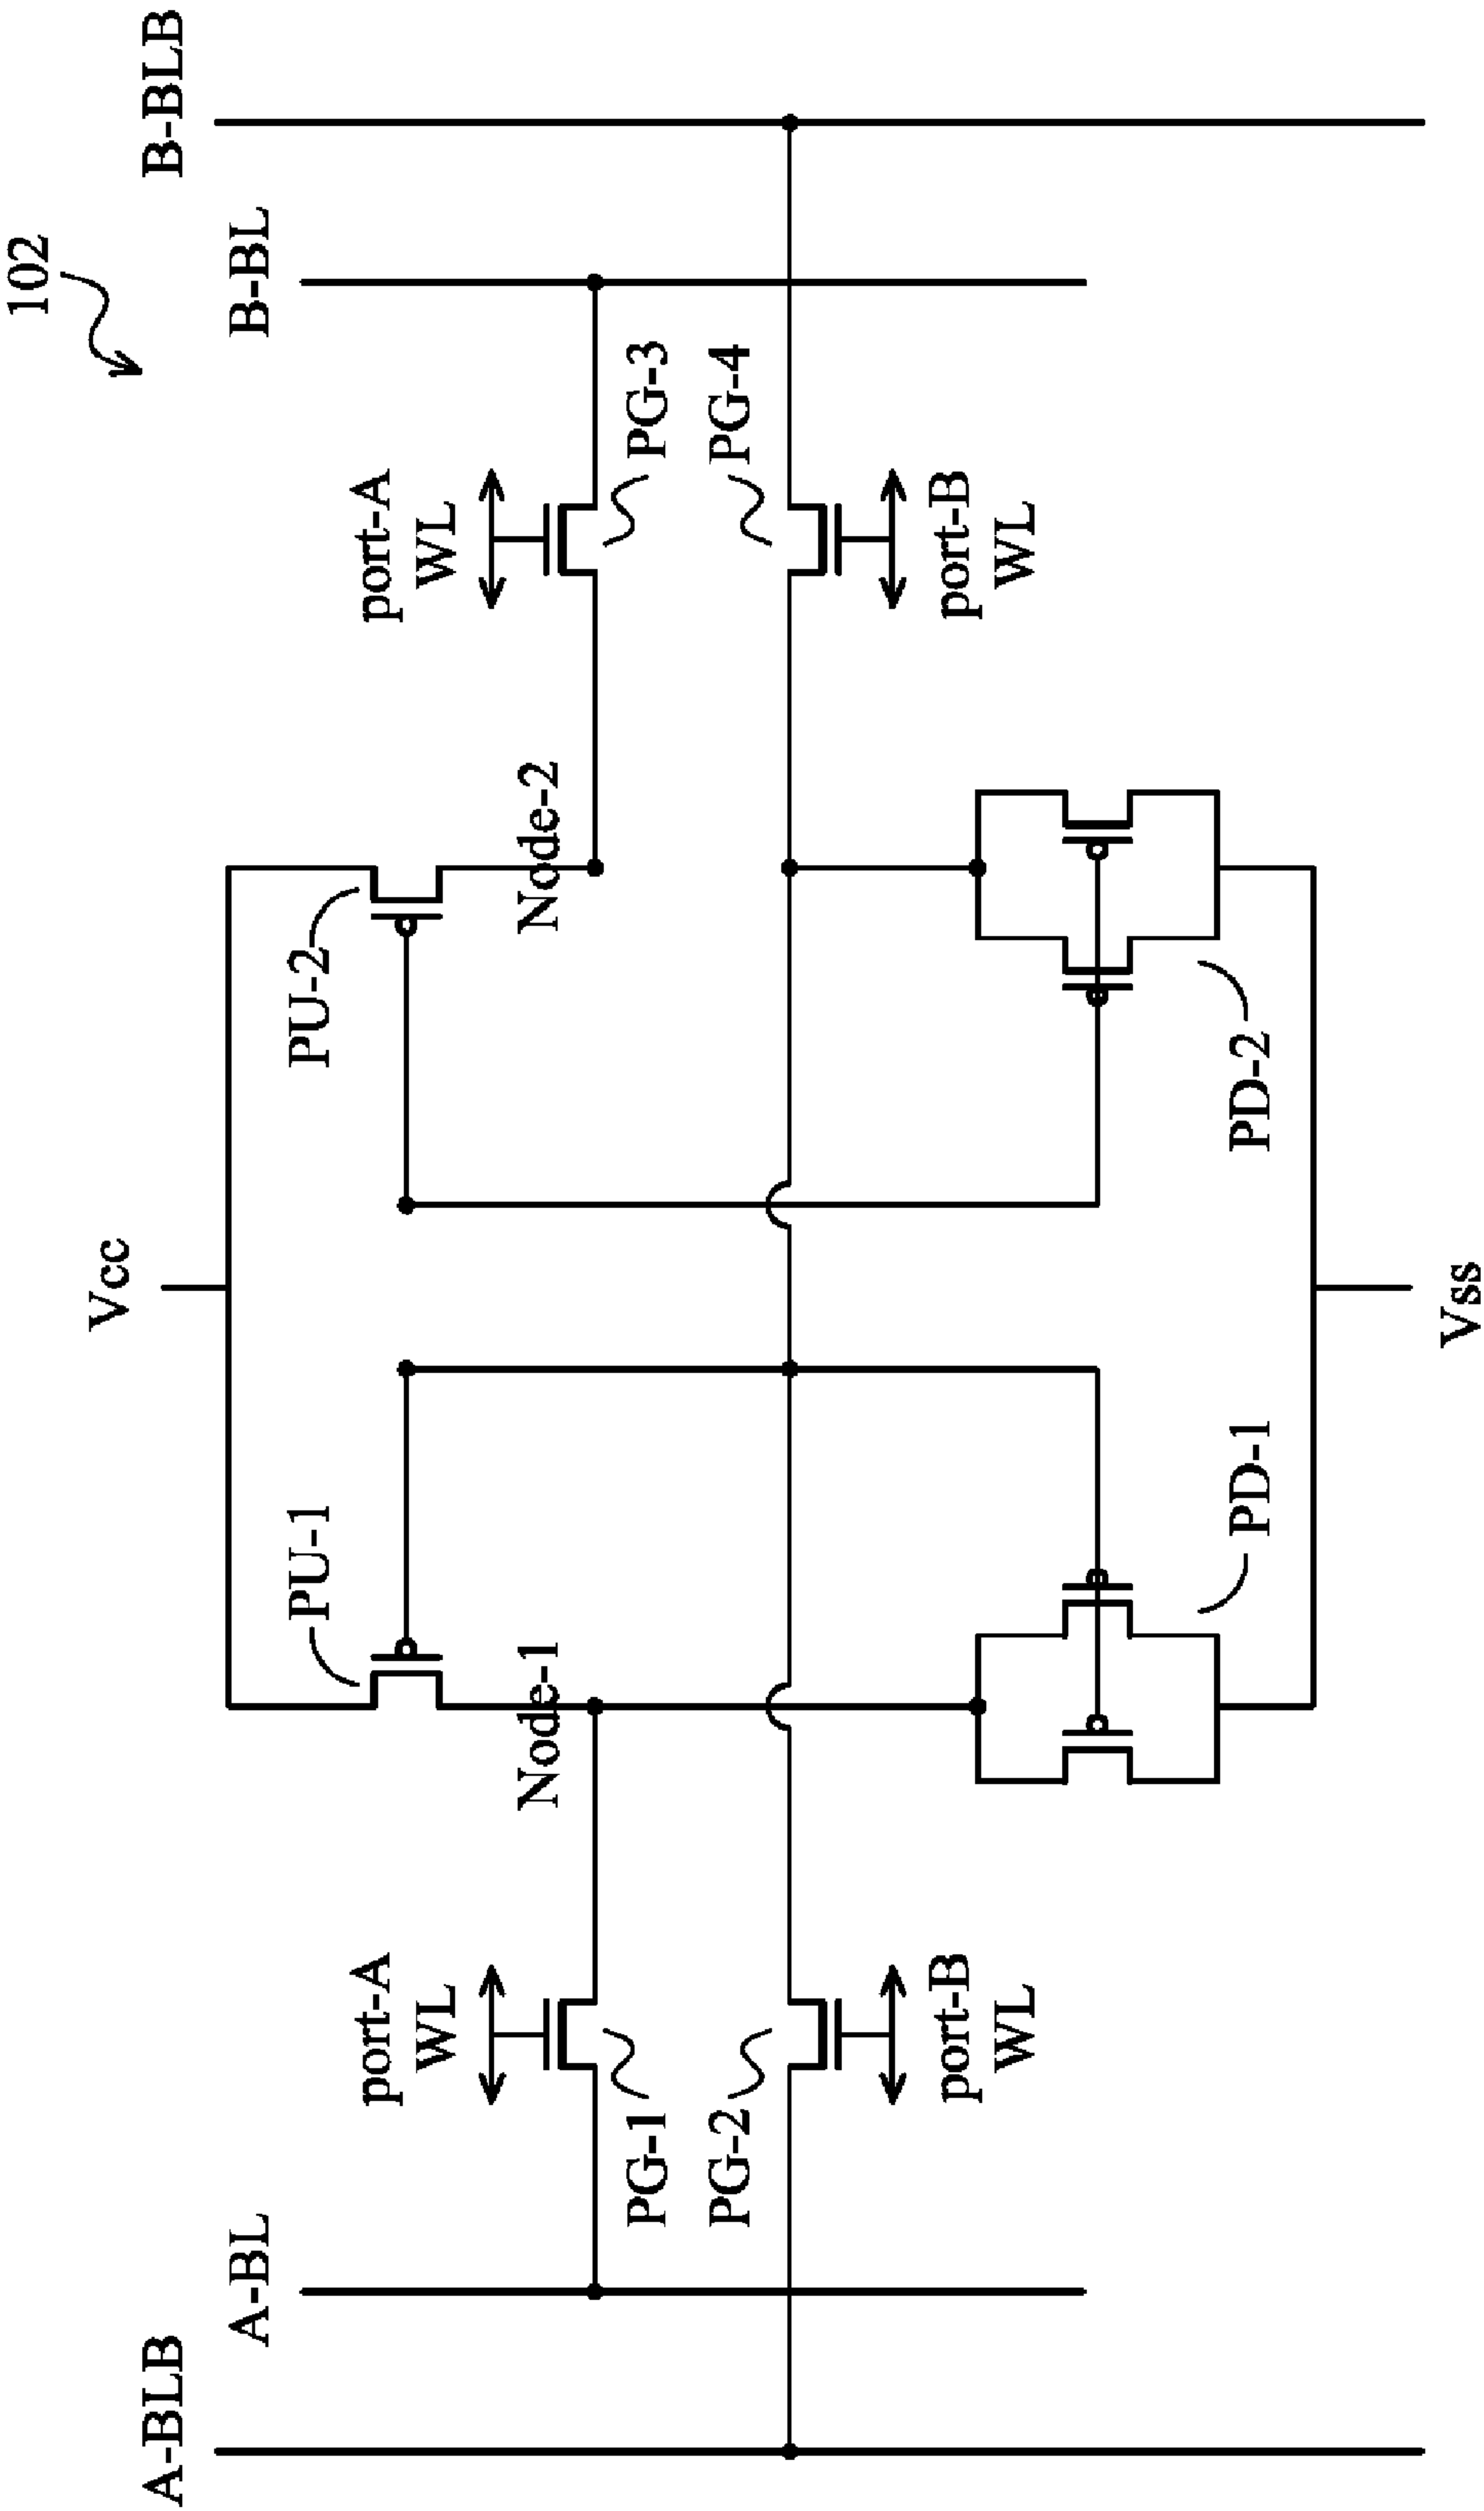 102
A-BLB
A-BL
Vcc
B-BL
B-BLB
PU-1
PU-2
port-A
WL
port-A
WL
Node-1
Node-2
PG-1
PG-3
PG-2
PG-4
port-B
WL
port-B
WL
PD-1
PD-2
Vss